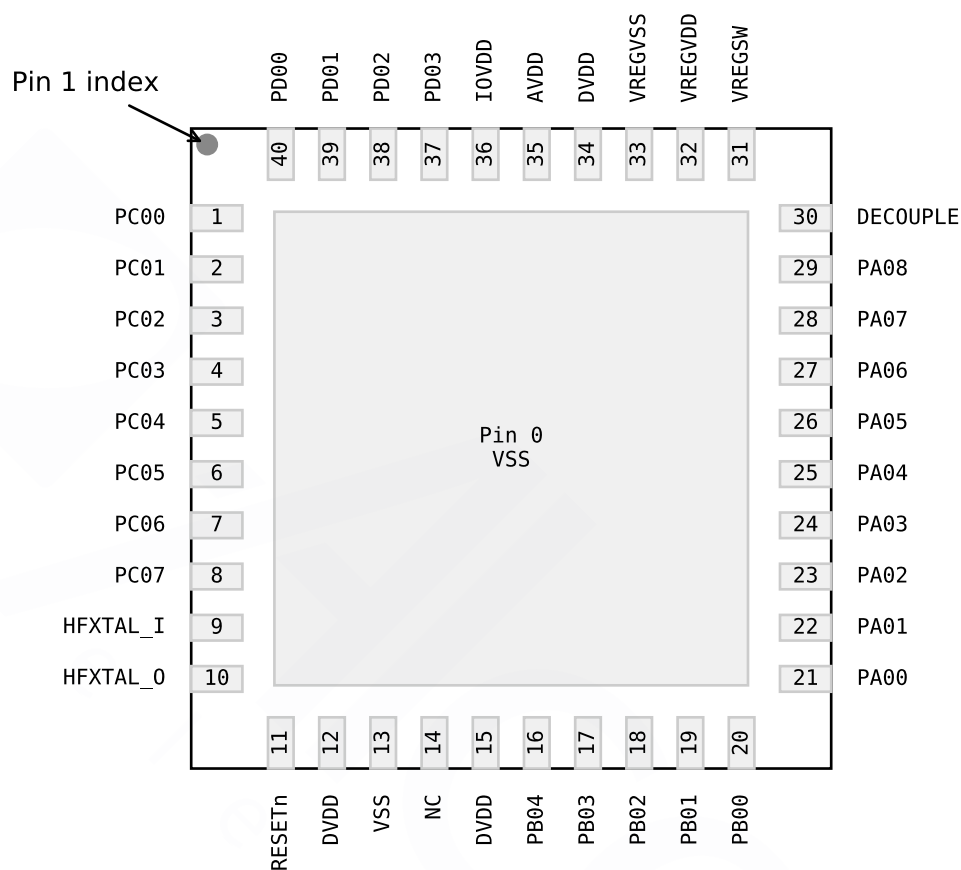 Pin 1 index
PD00
PD01
PD02
PD03
IOVDD
AVDD
DVDD
VREGVSS
VREGVDD
VREGSW
40
39
38
37
36
35
34
33
32
31
PC00 1
30 DECOUPLE
PC01 2
29 PA08
PC02 3
28 PA07
PC03 4
27 PA06
PC04 5
26 PA05
Pin 0
VSS
PC05 6
25 PA04
PC06 7
24 PA03
PC07 8
23 PA02
HFXTAL_I 9
22 PA01
HFXTAL_O 10
21 PA00
11
12
13
14
15
16
17
18
19
20
RESETn
DVDD
VSS
NC
DVDD
PB04
PB03
PB02
PB01
PB00